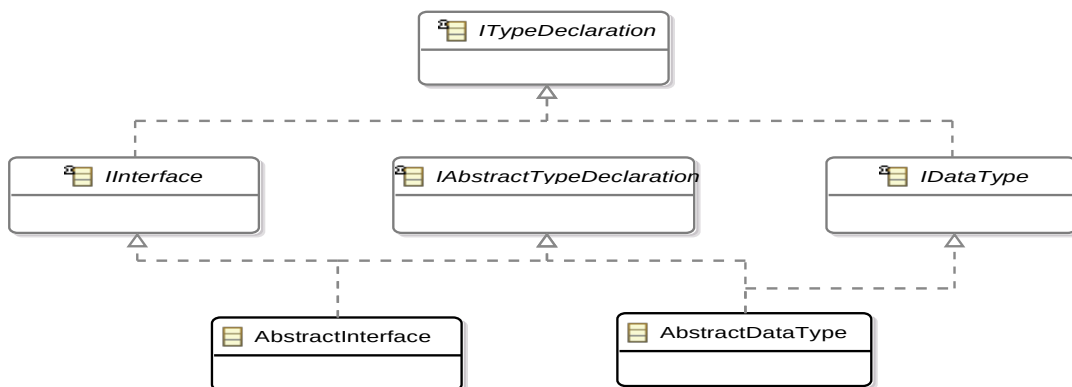 ITypeDeclaration
IInterface
IAbstractTypeDeclaration
IDataType
AbstractInterface
AbstractDataType